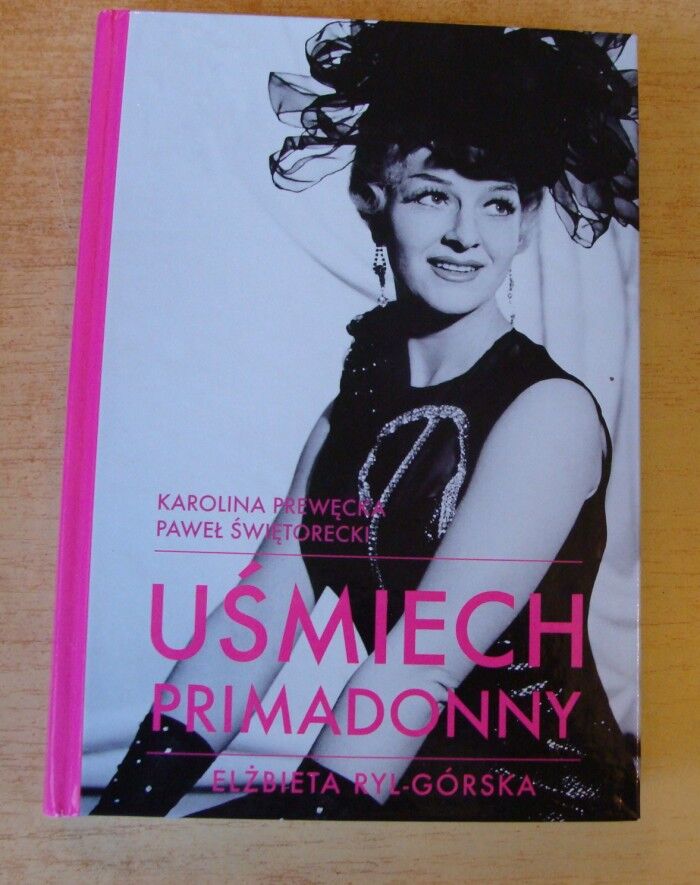 KAROLINA PREWĘCKA
PAWEŁ ŚWIĘTORECKI
UŚMIECH
PRIMADONNY
ELŻBIETA RYL-GÓRSKA